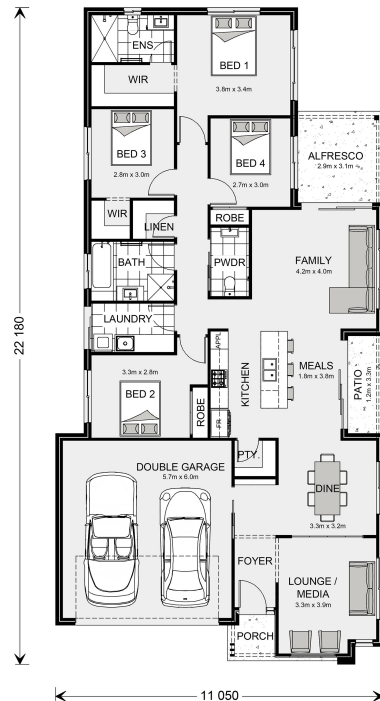 ENS
BED 1
WIR
3.8m x 3.4m
BED 3
2.8m x 3.0m
BED 4
2.7m x 3.0m
ALFRESCO
2.9m x 3.1m
WIR
LINEN
ROBE
BATH
PWDR
FAMILY
4.2m x 4.0m
LAUNDRY
APPL
22 180
KITCHEN
MEALS
1.8m x 3.8m
PATIO
1.2m x 3.3m
3.3m x 2.8m
BED 2
ROBE
FR
PTY
DOUBLE GARAGE
5.7m x 6.0m
DINE
3.3m x 3.2m
FOYER
LOUNGE /
MEDIA
3.3m x 3.9m
PORCH
11 050